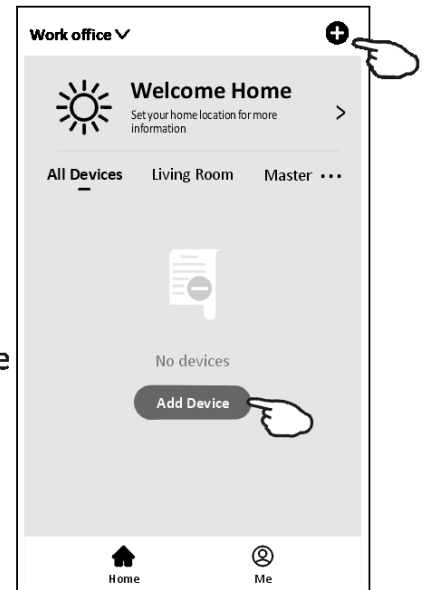 Work office
Welcome Home
Set your home location for more
information
All Devices Living Room Master ...
e
No devices
Add Device
Home Me